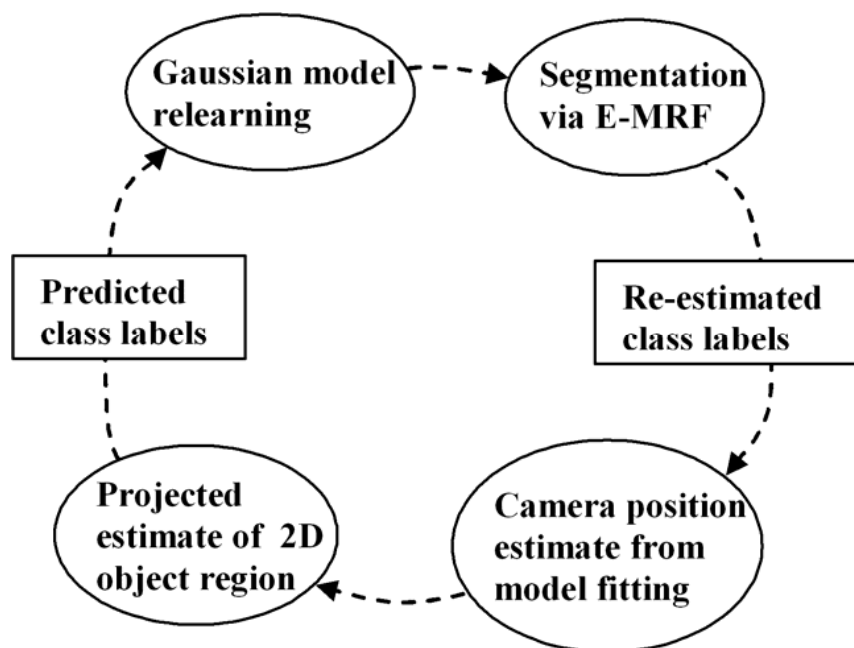 Gaussian model
relearning
Segmentation
via E-MRF
Predicted
class labels
Re-estimated
class labels
Projected
estimate of 2D
object region
Camera position
estimate from
model fitting